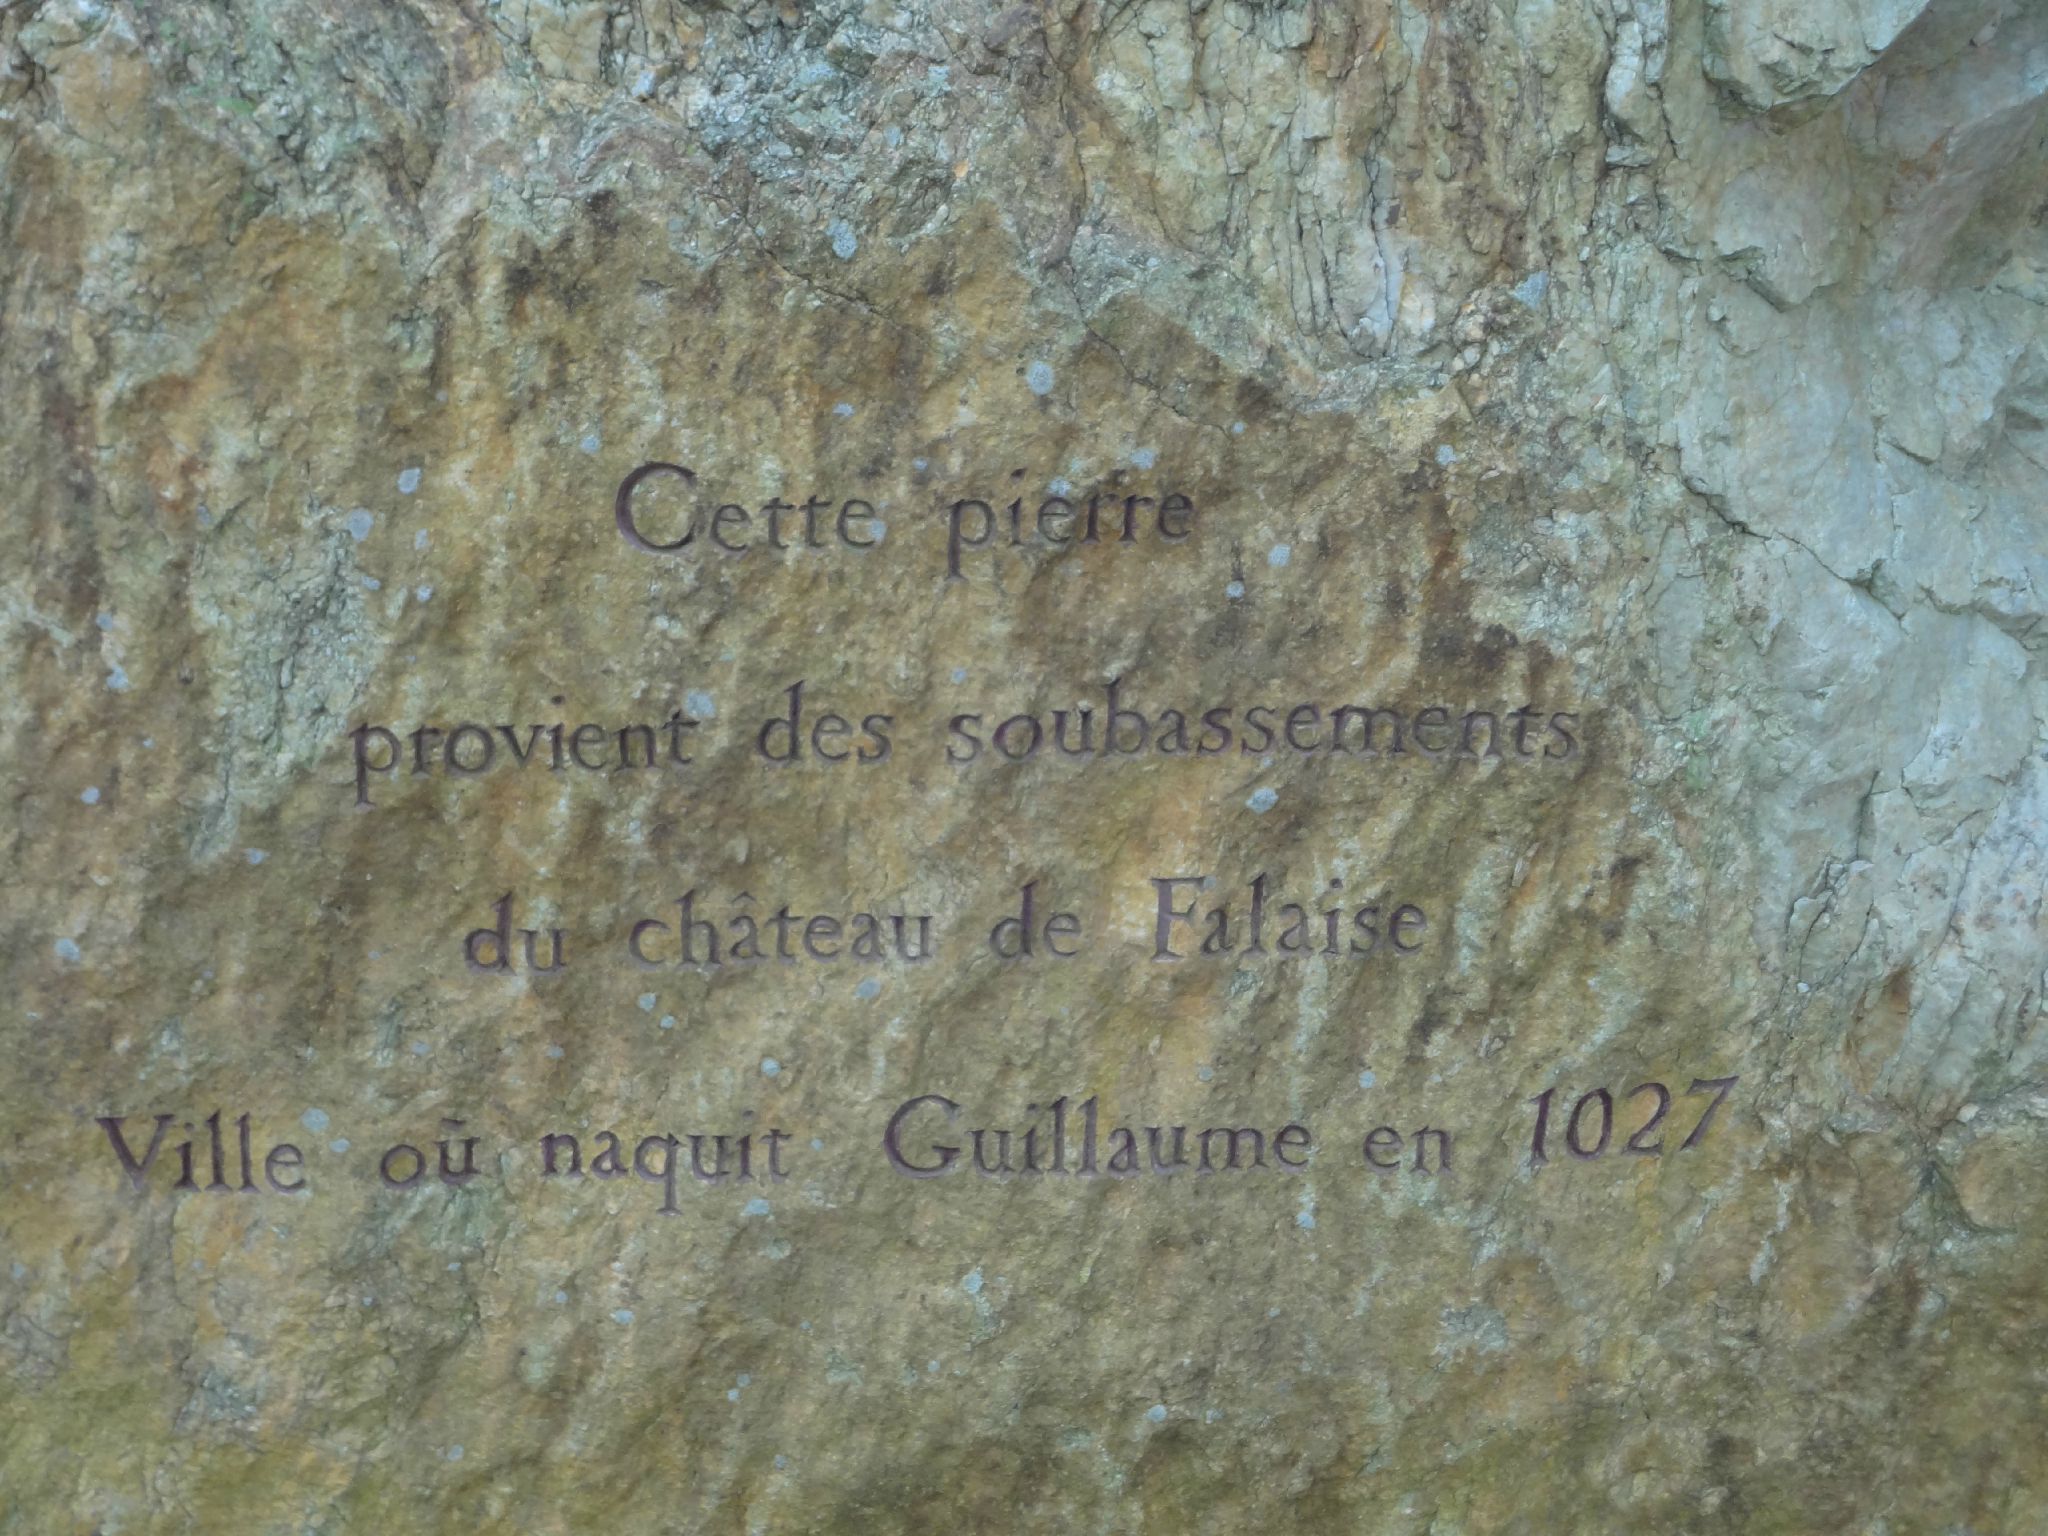 Cette pierre
provient des soubassements
du château de Falaise
Ville où naquit Guillaume en 1027